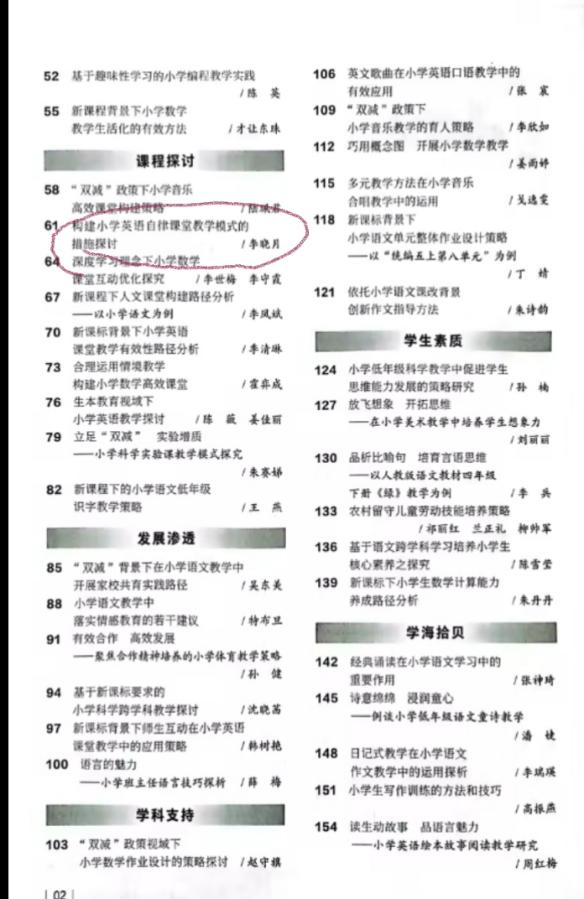 52 基于趣味性学习的小学编程教学实践
/陈 英
55 新课程背景下小学数学
教学生活化的有效方法 /才让东珠
课程探讨
58 “双减”政策下小学音乐
高效课堂构建策略
61 构建小学英语自律课堂教学模式的
措施探讨 /李晓月
64 深度学习理念下小学数学
课堂互动优化探究 /李世梅 李守霞
67 新课程下人文课堂构建路径分析
——以小学语文为例 /李凤斌
70 新课标背景下小学英语
课堂教学有效性路径分析 /李清琳
73 合理运用情境教学
构建小学数学高效课堂 /霍弈成
76 生本教育视域下
小学英语教学探讨 /陈 薇 姜佳丽
79 立足“双减” 实验增质
——小学科学实验课教学模式探究
/朱赛娣
82 新课程下的小学语文低年级
识字教学策略 /王 燕
发展渗透
85 “双减”背景下在小学语文教学中
开展家校共育实践路径 /吴东美
88 小学语文教学中
落实情感教育的若干建议 /特布旦
91 有效合作 高效发展
——聚焦合作精神培养的小学体育教学策略
/孙 健
94 基于新课标要求的
小学科学跨学科教学探讨 /沈晓茜
97 新课标背景下师生互动在小学英语
课堂教学中的应用策略 /韩树艳
100 语言的魅力
——小学班主任语言技巧探析 /薛 梅
学科支持
103 “双减”政策视域下
小学数学作业设计的策略探讨 /赵守旗
106 英文歌曲在小学英语口语教学中的
有效应用 /张 宸
109 “双减”政策下
小学音乐教学的育人策略 /李欣如
112 巧用概念图 开展小学数学教学
/姜雨婷
115 多元教学方法在小学音乐
合唱教学中的运用 /吴逸雯
118 新课标背景下
小学语文单元整体作业设计策略
——以“统编五上第八单元”为例
/丁 婧
121 依托小学语文课改背景
创新作文指导方法 /朱诗韵
学生素质
124 小学低年级科学教学中促进学生
思维能力发展的策略研究 /孙 楠
127 放飞想象 开拓思维
——在小学美术教学中培养学生想象力
/刘丽丽
130 品析比喻句 培育言语思维
——以人教版语文教材四年级
下册《绿》教学为例 /李 兵
133 农村留守儿童劳动技能培养策略
/祁丽红 兰正礼 柳帅军
136 基于语文跨学科学习培养小学生
核心素养之探究 /陈雪莹
139 新课标下小学生数学计算能力
养成路径分析 /朱丹丹
学海拾贝
142 经典诵读在小学语文学习中的
重要作用 /张神琦
145 诗意绵绵 浸润童心
——例谈小学低年级语文童诗教学
/潘 婕
148 日记式教学在小学语文
作文教学中的运用探析 /李瑞瑛
151 小学生写作训练的方法和技巧
/高振燕
154 读生动故事 品语言魅力
——小学英语绘本故事阅读教学研究
/周红梅
| 02 |